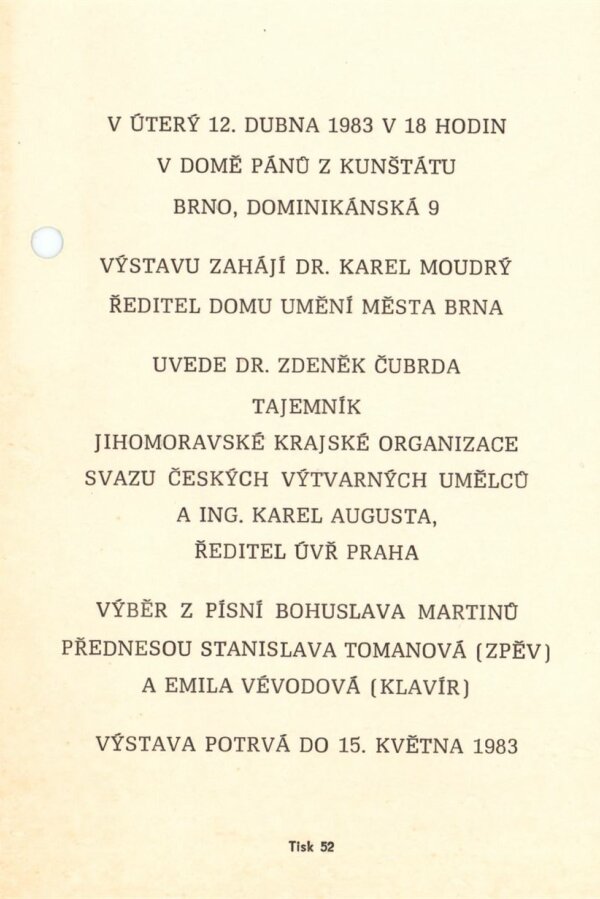 V ÚTERÝ 12. DUBNA 1983 V 18 HODIN
V DOMĚ PÁNŮ Z KUNŠTÁTU
BRNO, DOMINIKÁNSKÁ 9
VÝSTAVU ZAHÁJÍ DR. KAREL MOUDRÝ
ŘEDITEL DOMU UMĚNÍ MĚSTA BRNA
UVEDE DR. ZDENĚK ČUBRDA
TAJEMNÍK
JIHOMORAVSKÉ KRAJSKÉ ORGANIZACE
SVAZU ČESKÝCH VÝTVARNÝCH UMĚLCŮ
A ING. KAREL AUGUSTA,
ŘEDITEL ÚVŘ PRAHA
VÝBĚR Z PÍSNÍ BOHUSLAVA MARTINŮ
PŘEDNESOU STANISLAVA TOMANOVÁ (ZPĚV)
A EMILA VÉVODOVÁ (KLAVÍR)
VÝSTAVA POTRVÁ DO 15. KVĚTNA 1983
Tisk 52